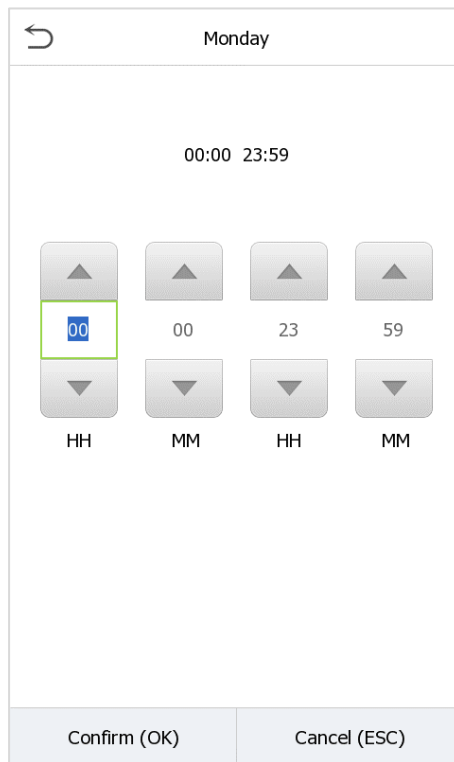 Monday
00:00 23:59
00 00 23 59
HH MM HH MM
Confirm (OK) Cancel (ESC)